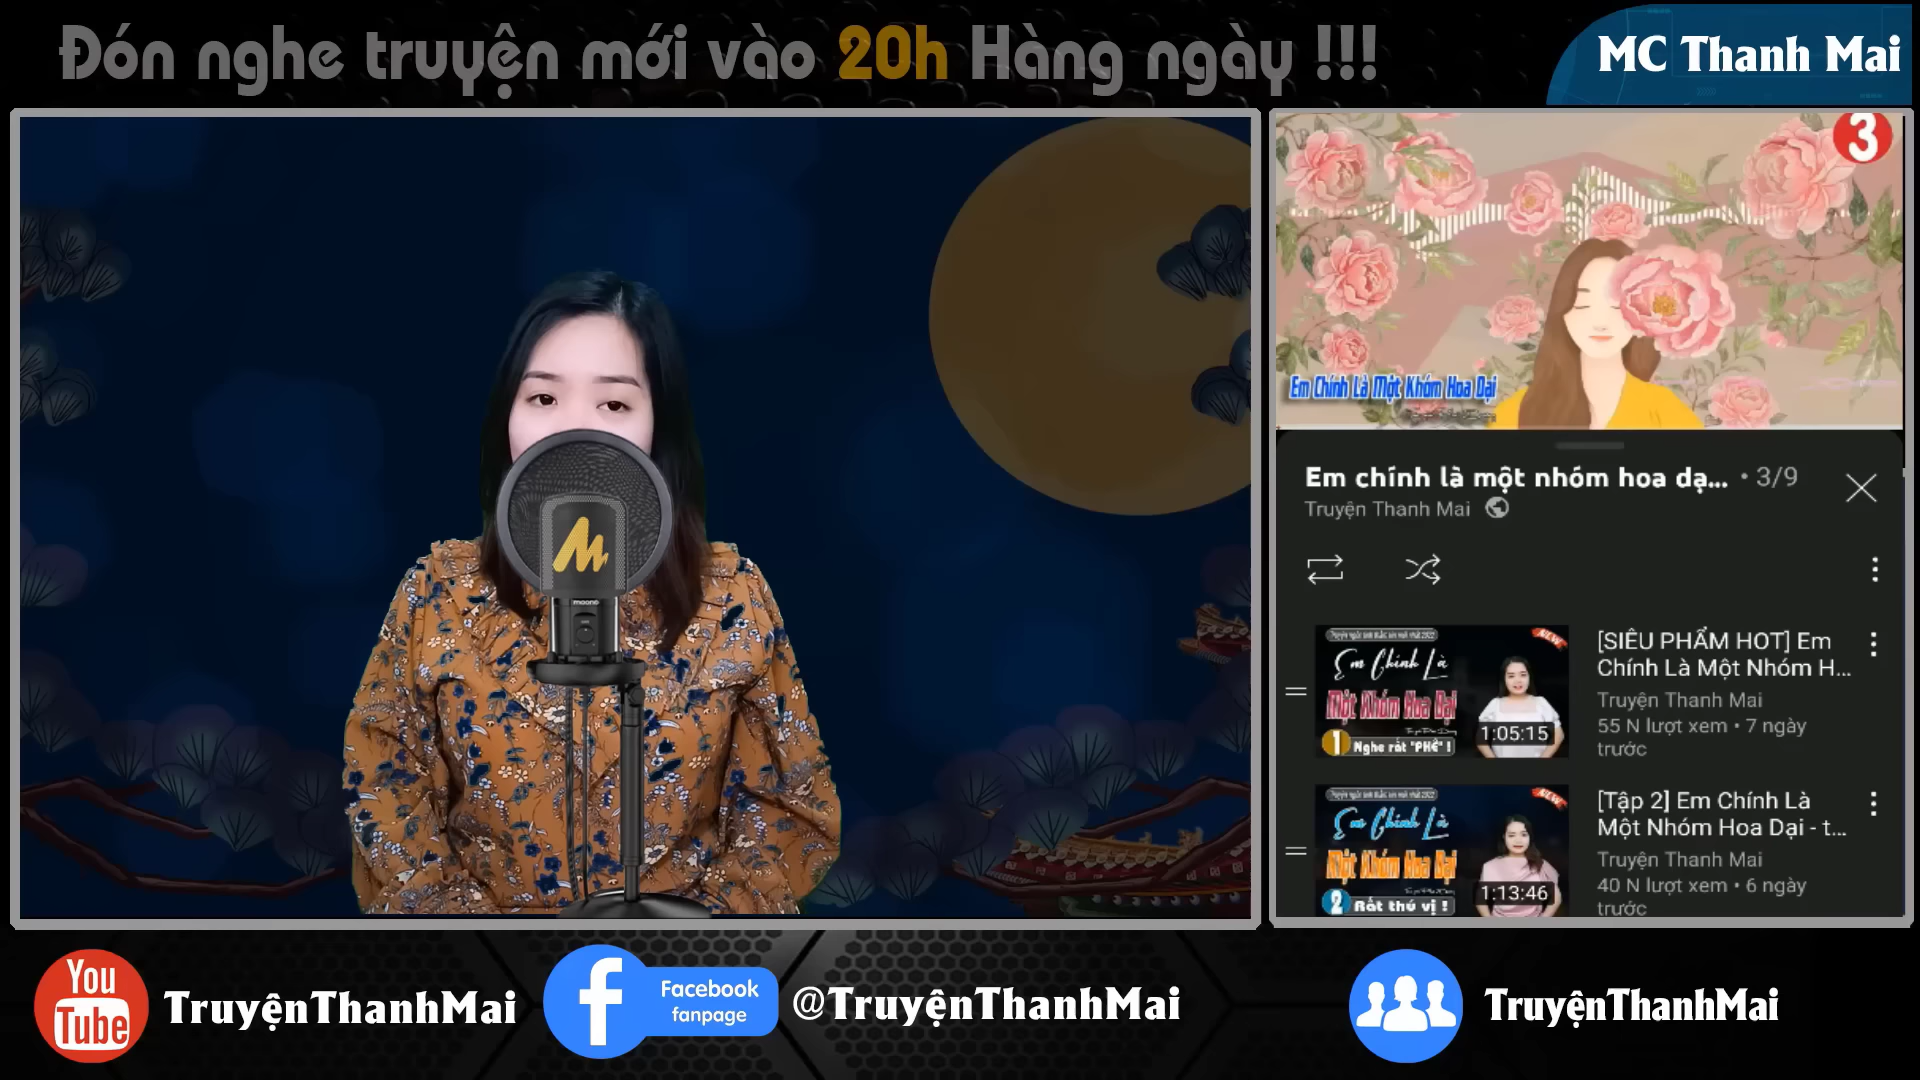 Đón nghe truyện mới vào 20h Hàng ngày !!!
MC Thanh Mai
3
Em Chính Là Một Khóm Hoa Dại
Em chính là một nhóm hoa dạ... • 3/9
Truyện Thanh Mai
[SIÊU PHẨM HOT] Em
Chính Là Một Nhóm H...
Truyện Thanh Mai
55 N lượt xem • 7 ngày
trước
NEW
Em Chính Là
Một Khóm Hoa Dại
1 Nghe rất "PHÊ" !
1:05:15
[Tập 2] Em Chính Là
Một Nhóm Hoa Dại - t...
Truyện Thanh Mai
40 N lượt xem • 6 ngày
trước
NEW
Em Chính Là
Một Khóm Hoa Dại
2 Rất thú vị !
1:13:46
maono
You
Tube
TruyệnThanhMai
f
Facebook
fanpage
@TruyệnThanhMai
TruyệnThanhMai